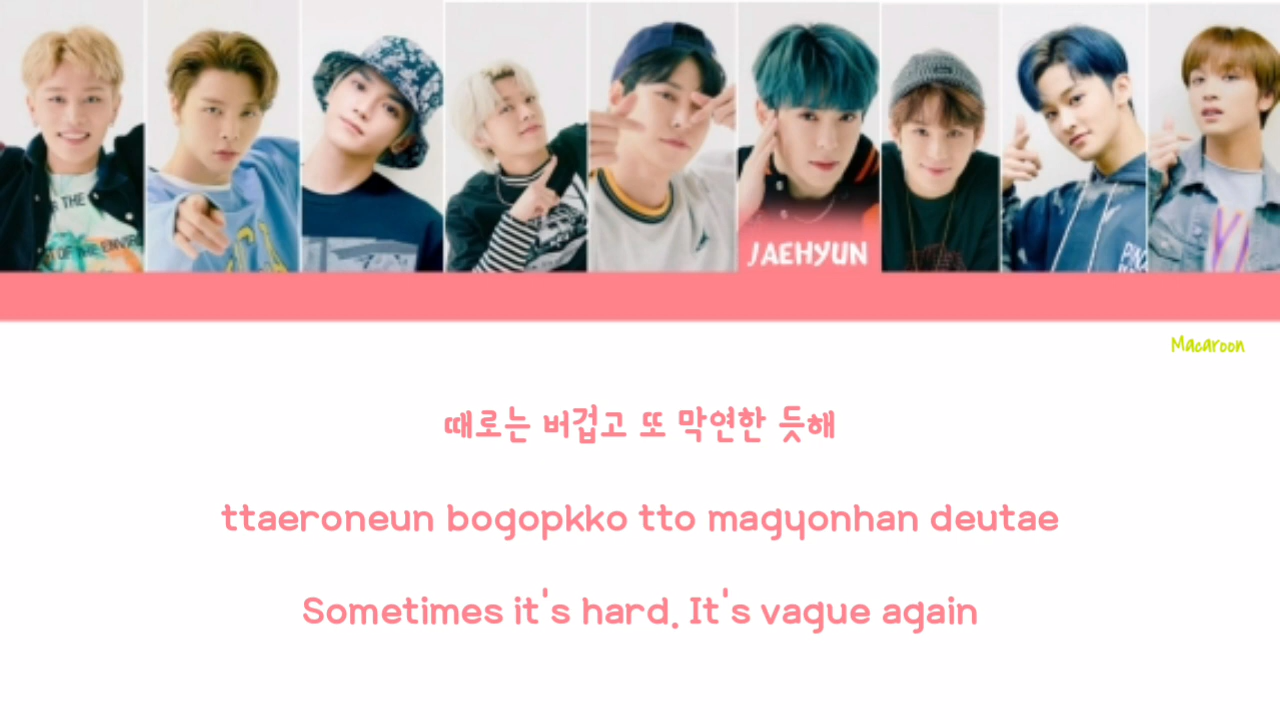 JAEHYUN
Macaroon
때로는 버겁고 또 막연한 듯해
ttaeroneun bogopkko tto magyonhan deutae
Sometimes it's hard. It's vague again